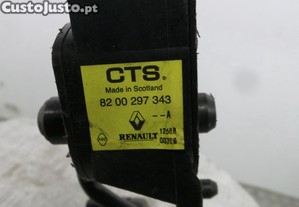 CustoJusto.pt
CTS.
Made in Scotland
82 00 297 343
--A
RENAULT